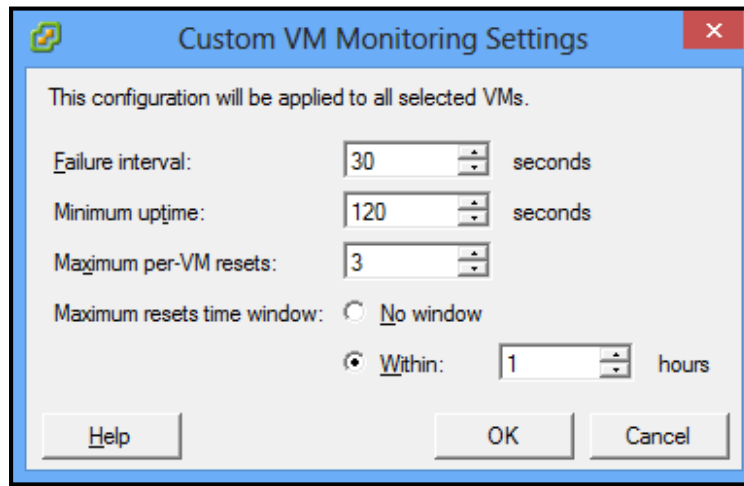 Custom VM Monitoring Settings
This configuration will be applied to all selected VMs.
Failure interval: 30 seconds
Minimum uptime: 120 seconds
Maximum per-VM resets: 3
Maximum resets time window: No window
Within: 1 hours
Help OK Cancel